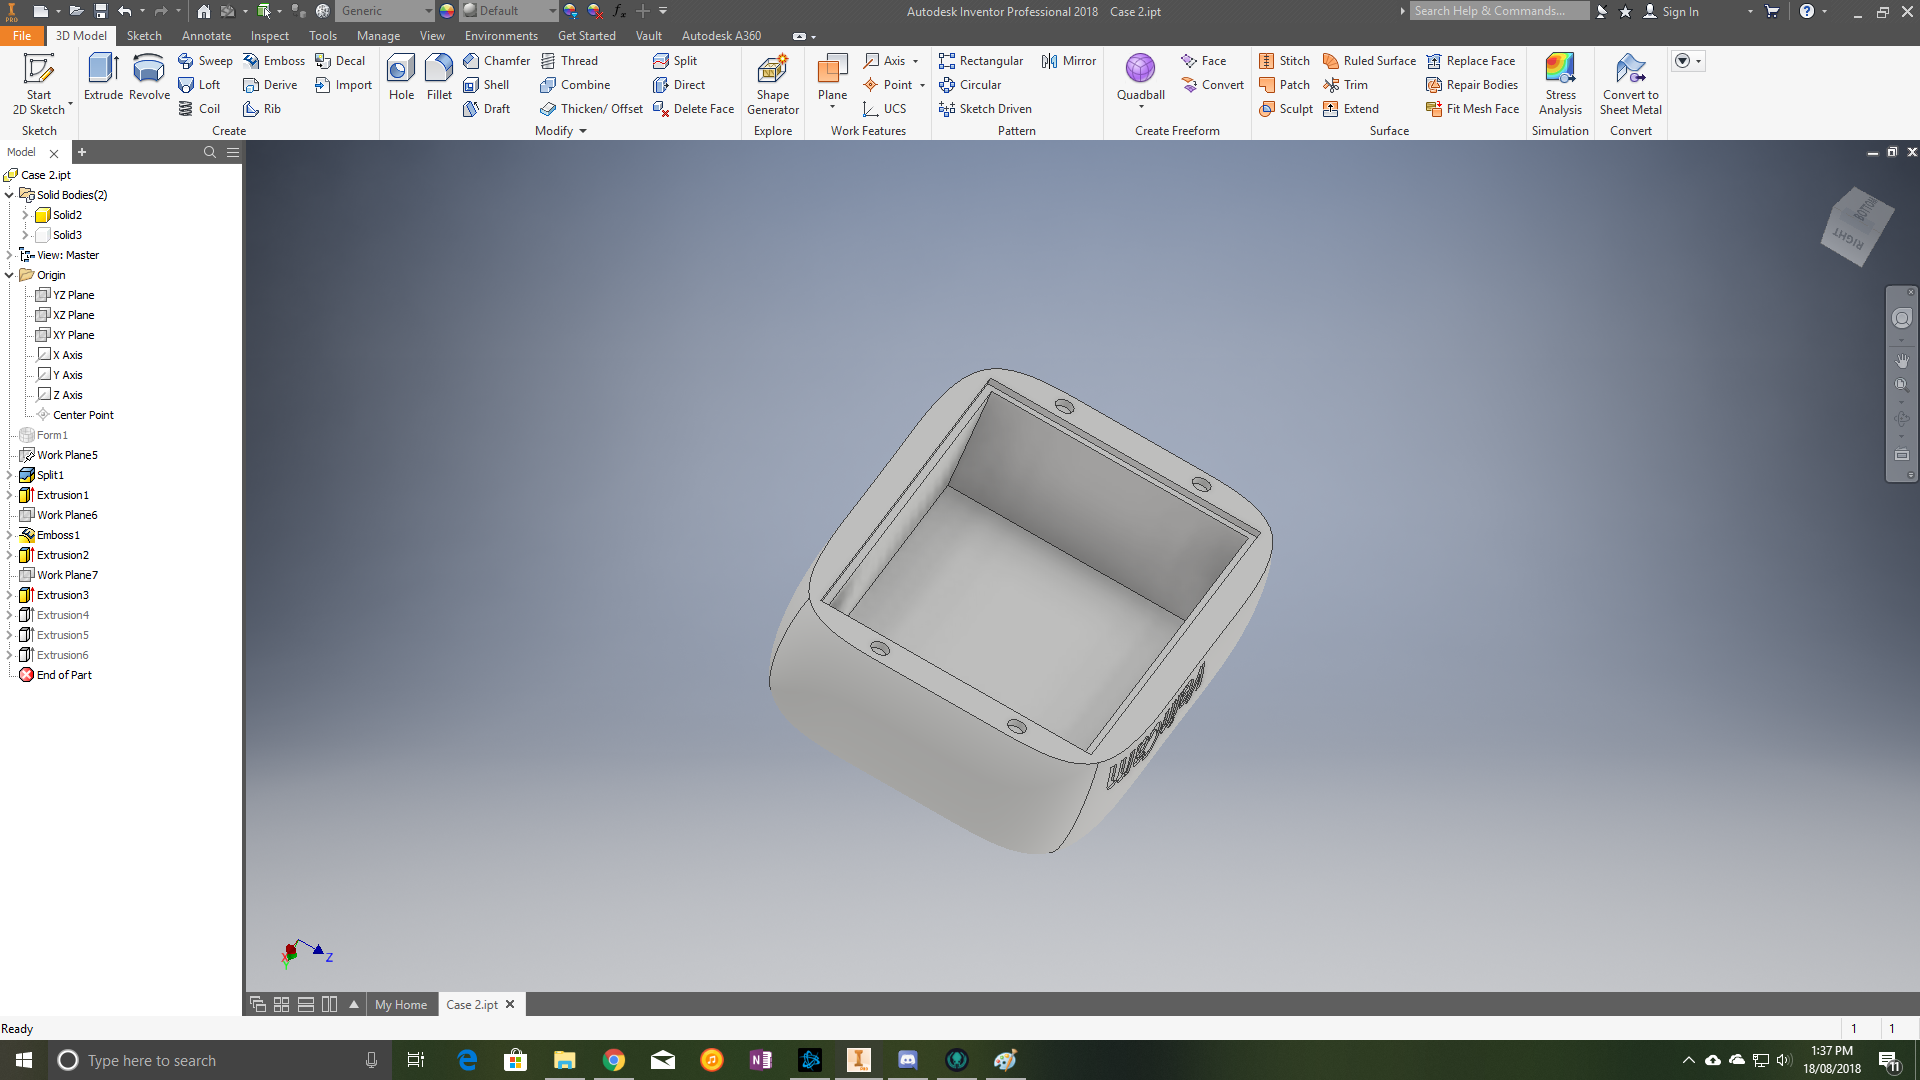 Generic
Default
Autodesk Inventor Professional 2018 Case 2.ipt
Search Help & Commands...
Sign In
File 3D Model Sketch Annotate Inspect Tools Manage View Environments Get Started Vault Autodesk A360
Start
2D Sketch
Sketch
Extrude
Revolve
Sweep
Loft
Coil
Emboss
Derive
Rib
Decal
Import
Create
Hole
Fillet
Chamfer
Shell
Draft
Thread
Combine
Thicken/ Offset
Split
Direct
Delete Face
Modify
Shape
Generator
Explore
Plane
Axis
Point
UCS
Work Features
Rectangular
Circular
Sketch Driven
Mirror
Pattern
Quadball
Face
Convert
Create Freeform
Stitch
Patch
Sculpt
Ruled Surface
Trim
Extend
Replace Face
Repair Bodies
Fit Mesh Face
Surface
Stress
Analysis
Simulation
Convert to
Sheet Metal
Convert
Model
Case 2.ipt
Solid Bodies(2)
Solid2
Solid3
View: Master
Origin
YZ Plane
XZ Plane
XY Plane
X Axis
Y Axis
Z Axis
Center Point
Form1
Work Plane5
Split1
Extrusion1
Work Plane6
Emboss1
Extrusion2
Work Plane7
Extrusion3
Extrusion4
Extrusion5
Extrusion6
End of Part
BOTTOM
RIGHT
X
Y
Z
My Home
Case 2.ipt
Ready
1 1
Type here to search
1:37 PM
18/08/2018
11